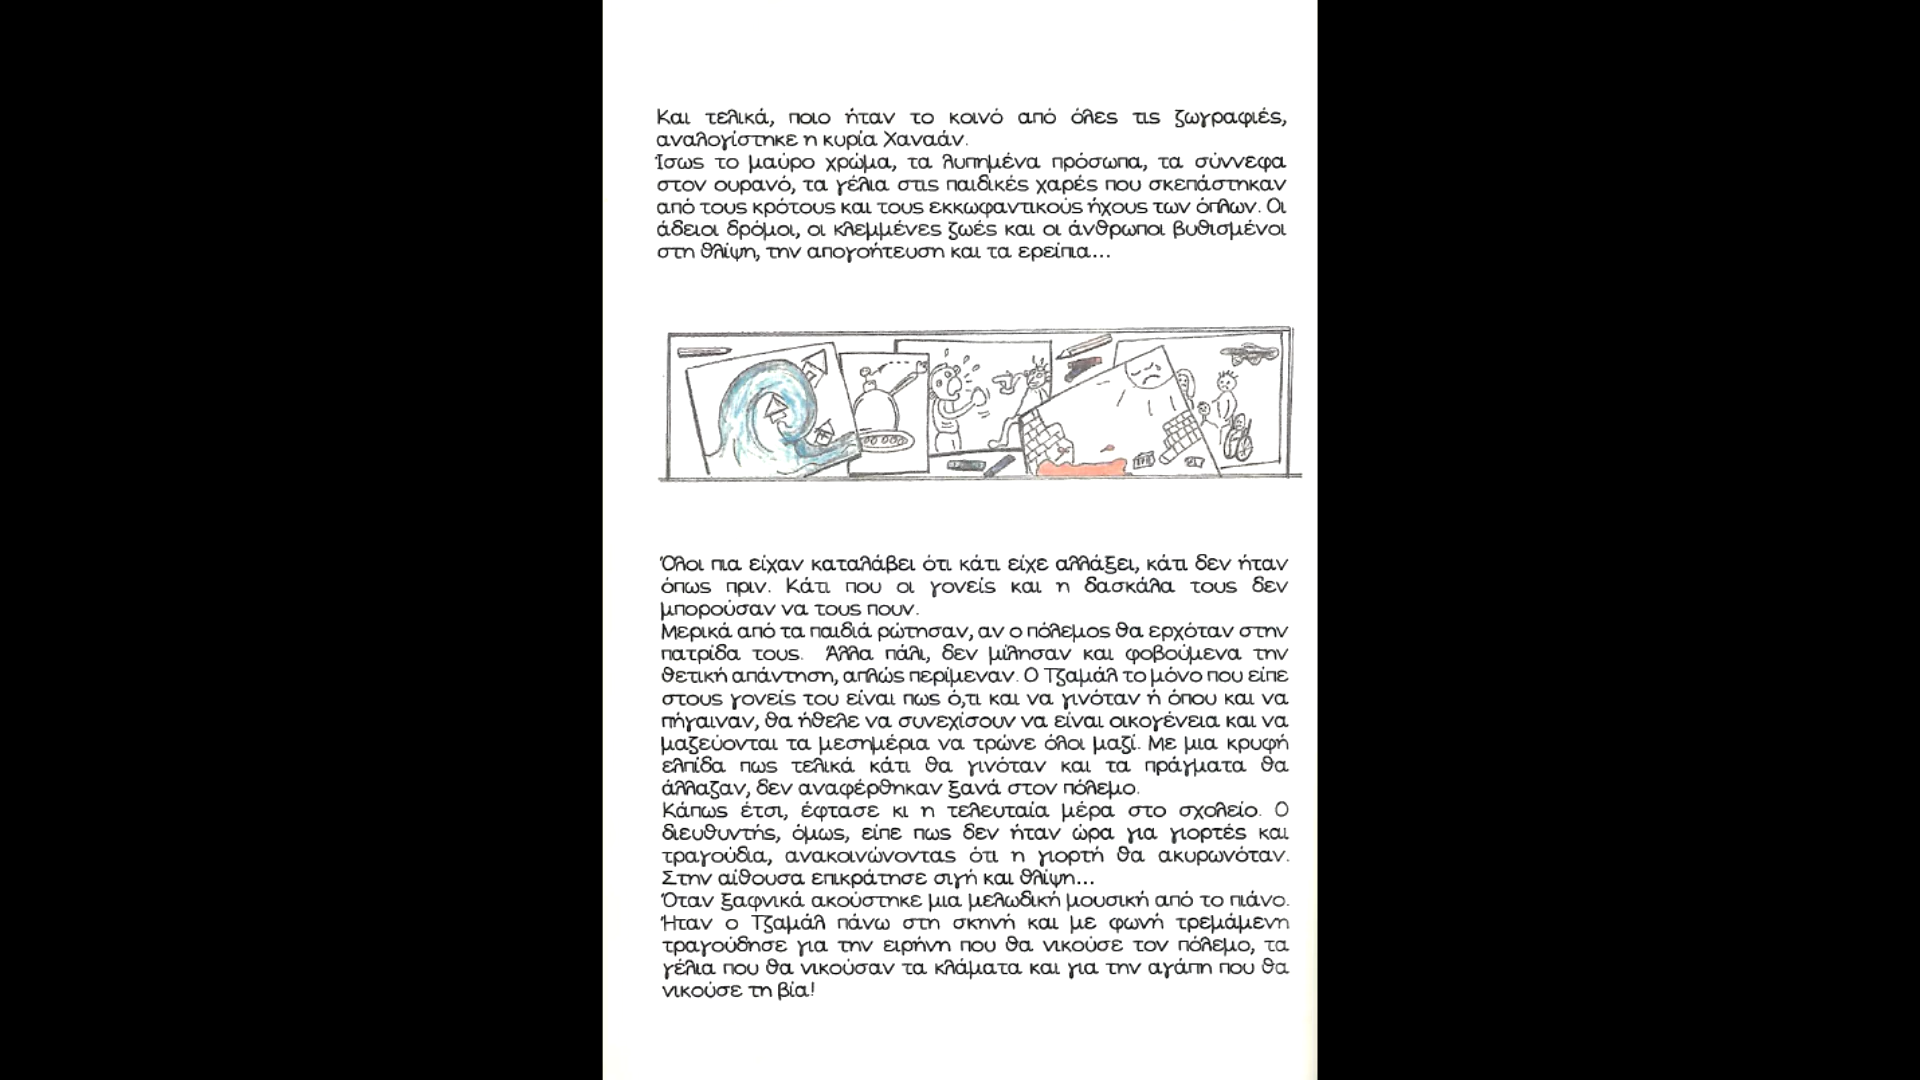 Και τελικά, ποιο ήταν το κοινό από όλες τις ζωγραφιές,
αναλογίστηκε η κυρία Χαναάν.
Ίσως το μαύρο χρώμα, τα λυπημένα πρόσωπα, τα σύννεφα
στον ουρανό, τα γέλια στις παιδικές χαρές που σκεπάστηκαν
από τους κρότους και τους εκκωφαντικούς ήχους των όπλων. Οι
άδειοι δρόμοι, οι κλεμμένες ζωές και οι άνθρωποι βυθισμένοι
στη θλίψη, την απογοήτευση και τα ερείπια...
Όλοι πια είχαν καταλάβει ότι κάτι είχε αλλάξει, κάτι δεν ήταν
όπως πριν. Κάτι που οι γονείς και η δασκάλα τους δεν
μπορούσαν να τους πουν.
Μερικά από τα παιδιά ρώτησαν, αν ο πόλεμος θα ερχόταν στην
πατρίδα τους. Άλλα πάλι, δεν μίλησαν και φοβούμενα την
θετική απάντηση, απλώς περίμεναν. Ο Τζαμάλ το μόνο που είπε
στους γονείς του είναι πως ό,τι και να γινόταν ή όπου και να
πήγαιναν, θα ήθελε να συνεχίσουν να είναι οικογένεια και να
μαζεύονται τα μεσημέρια να τρώνε όλοι μαζί. Με μια κρυφή
ελπίδα πως τελικά κάτι θα γινόταν και τα πράγματα θα
άλλαζαν, δεν αναφέρθηκαν ξανά στον πόλεμο.
Κάπως έτσι, έφτασε κι η τελευταία μέρα στο σχολείο. Ο
διευθυντής, όμως, είπε πως δεν ήταν ώρα για γιορτές και
τραγούδια, ανακοινώνοντας ότι η γιορτή θα ακυρωνόταν.
Στην αίθουσα επικράτησε σιγή και θλίψη...
Όταν ξαφνικά ακούστηκε μια μελωδική μουσική από το πιάνο.
Ήταν ο Τζαμάλ πάνω στη σκηνή και με φωνή τρεμάμενη
τραγούδησε για την ειρήνη που θα νικούσε τον πόλεμο, τα
γέλια που θα νικούσαν τα κλάματα και για την αγάπη που θα
νικούσε τη βία!